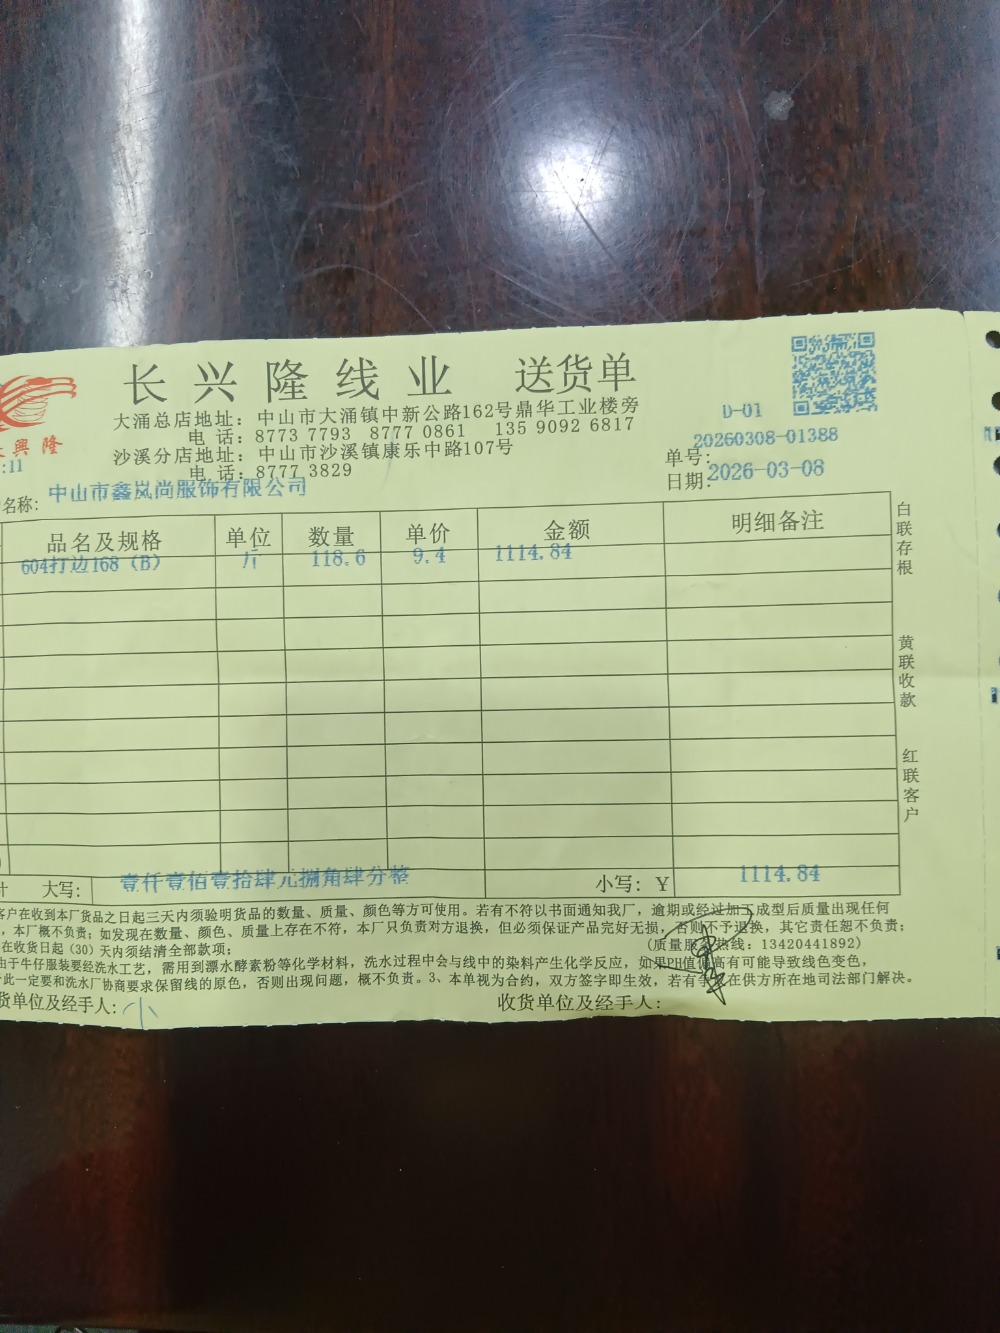 长兴隆线业 送货单
大涌总店地址：中山市大涌镇中新公路162号鼎华工业楼旁
电 话：8773 7793 8777 0861 135 9092 6817
沙溪分店地址：中山市沙溪镇康乐中路107号
电 话：8777 3829
興隆
:11
D-01
单号：20260308-01388
日期：2026-03-08
名称：中山市鑫岚尚服饰有限公司
品名及规格 单位 数量 单价 金额 明细备注
604打边168（B） 斤 118.6 9.4 1114.84
白联存根
黄联收款
红联客户
计 大写： 壹仟壹佰壹拾肆元捌角肆分整 小写：￥ 1114.84
客户在收到本厂货品之日起三天内须验明货品的数量、质量、颜色等方可使用。若有不符以书面通知我厂，逾期或经过加工成型后质量出现任何
，本厂概不负责；如发现在数量、颜色、质量上存在不符，本厂只负责对方退换，但必须保证产品完好无损，否则不予退换，其它责任恕不负责；
在收货日起（30）天内须结清全部款项； （质量服务热线：13420441892）
由于牛仔服装要经洗水工艺，需用到漂水酵素粉等化学材料，洗水过程中会与线中的染料产生化学反应，如果PH值偏高有可能导致线色变色，
此一定要和洗水厂协商要求保留线的原色，否则出现问题，概不负责。3、本单视为合约，双方签字即生效，若有争议在供方所在地司法部门解决。
货单位及经手人：小 收货单位及经手人：